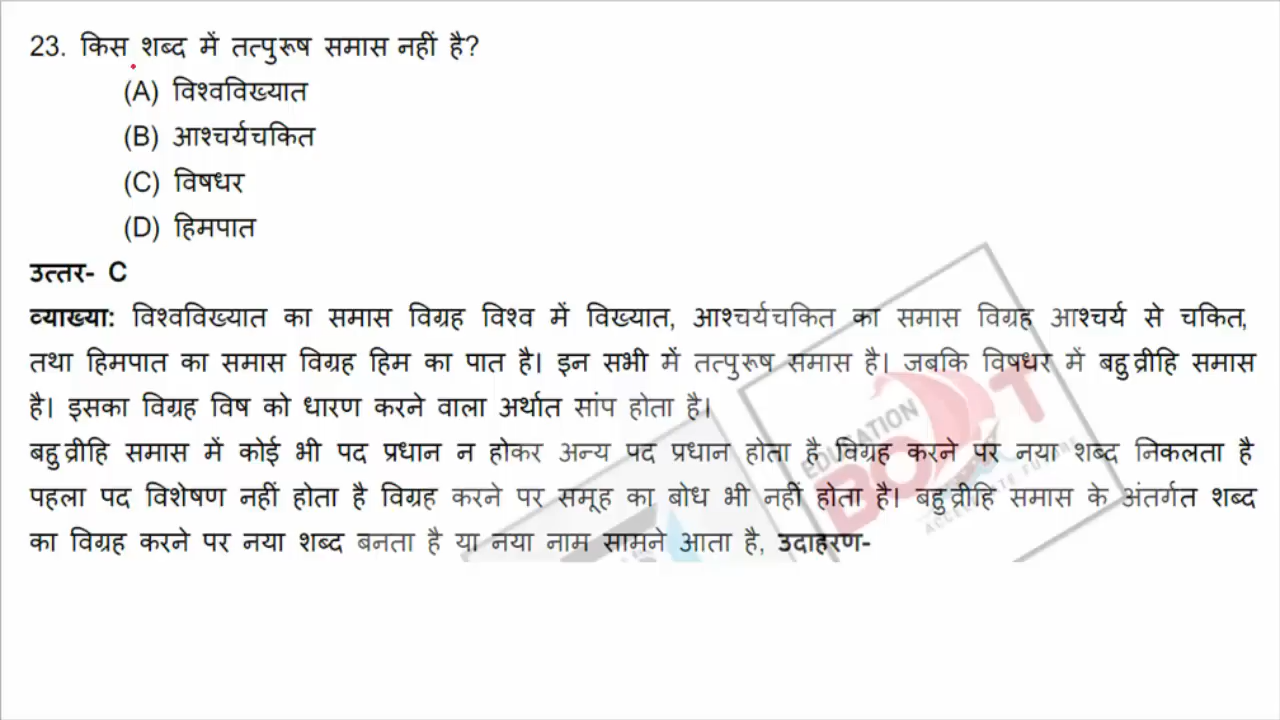 23. किस शब्द में तत्पुरूष समास नहीं है?
(A) विश्वविख्यात
(B) आश्चर्यचकित
(C) विषधर
(D) हिमपात
उत्तर- C
व्याख्या: विश्वविख्यात का समास विग्रह विश्व में विख्यात, आश्चर्यचकित का समास विग्रह आश्चर्य से चकित,
तथा हिमपात का समास विग्रह हिम का पात है। इन सभी में तत्पुरूष समास है। जबकि विषधर में बहुव्रीहि समास
है। इसका विग्रह विष को धारण करने वाला अर्थात सांप होता है।
बहुव्रीहि समास में कोई भी पद प्रधान न होकर अन्य पद प्रधान होता है विग्रह करने पर नया शब्द निकलता है
पहला पद विशेषण नहीं होता है विग्रह करने पर समूह का बोध भी नहीं होता है। बहुव्रीहि समास के अंतर्गत शब्द
का विग्रह करने पर नया शब्द बनता है या नया नाम सामने आता है, उदाहरण-
EDUCATION
BOOST